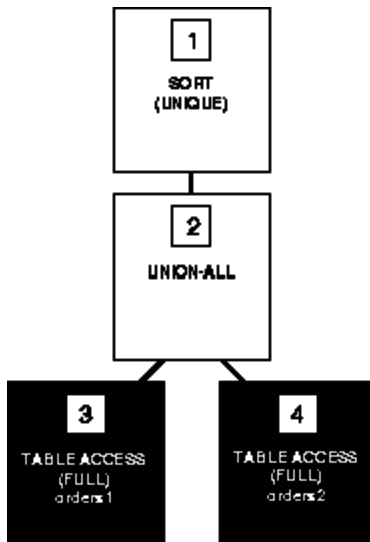 1
SORT
(UNIQUE)
2
UNION-ALL
3
TABLE ACCESS
(FULL)
orders1
4
TABLE ACCESS
(FULL)
orders2